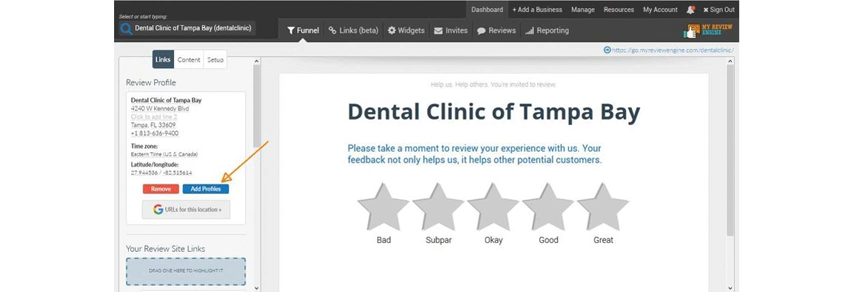 Select or start typing:
Dental Clinic of Tampa Bay (dentalclinic)
Dashboard + Add a Business Manage Resources My Account × Sign Out
Funnel Links (beta) Widgets Invites Reviews Reporting
MY REVIEW
ENGINE
https://go.myreviewengine.com/dentalclinic/
Links Content Setup
Review Profile
Dental Clinic of Tampa Bay
4240 W Kennedy Blvd
Click to add line 2
Tampa, FL 33609
+1 813-636-9400
Time zone:
Eastern Time (US & Canada)
Latitude/longitude:
27.944336 / -82.515614
Remove Add Profiles
G URLs for this location »
Your Review Site Links
DRAG ONE HERE TO HIGHLIGHT IT
Help us. Help others. You're invited to review:
Dental Clinic of Tampa Bay
Please take a moment to review your experience with us. Your
feedback not only helps us, it helps other potential customers.
Bad Subpar Okay Good Great